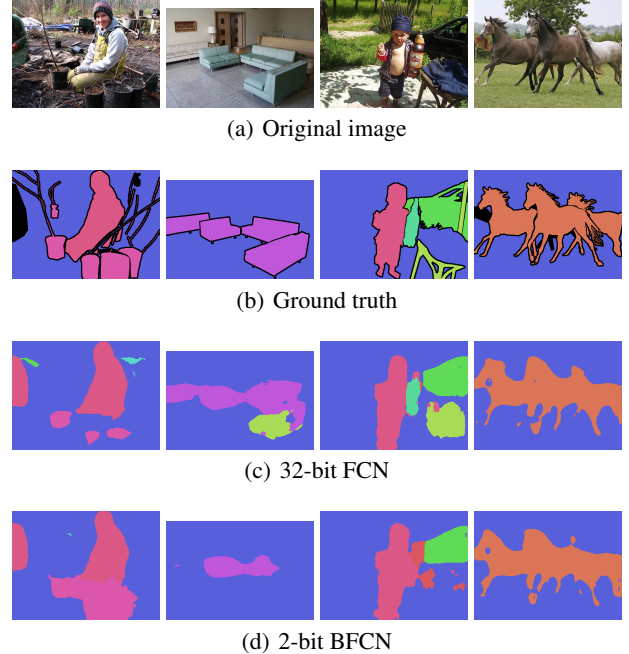 (a) Original image
(b) Ground truth
(c) 32-bit FCN
(d) 2-bit BFCN